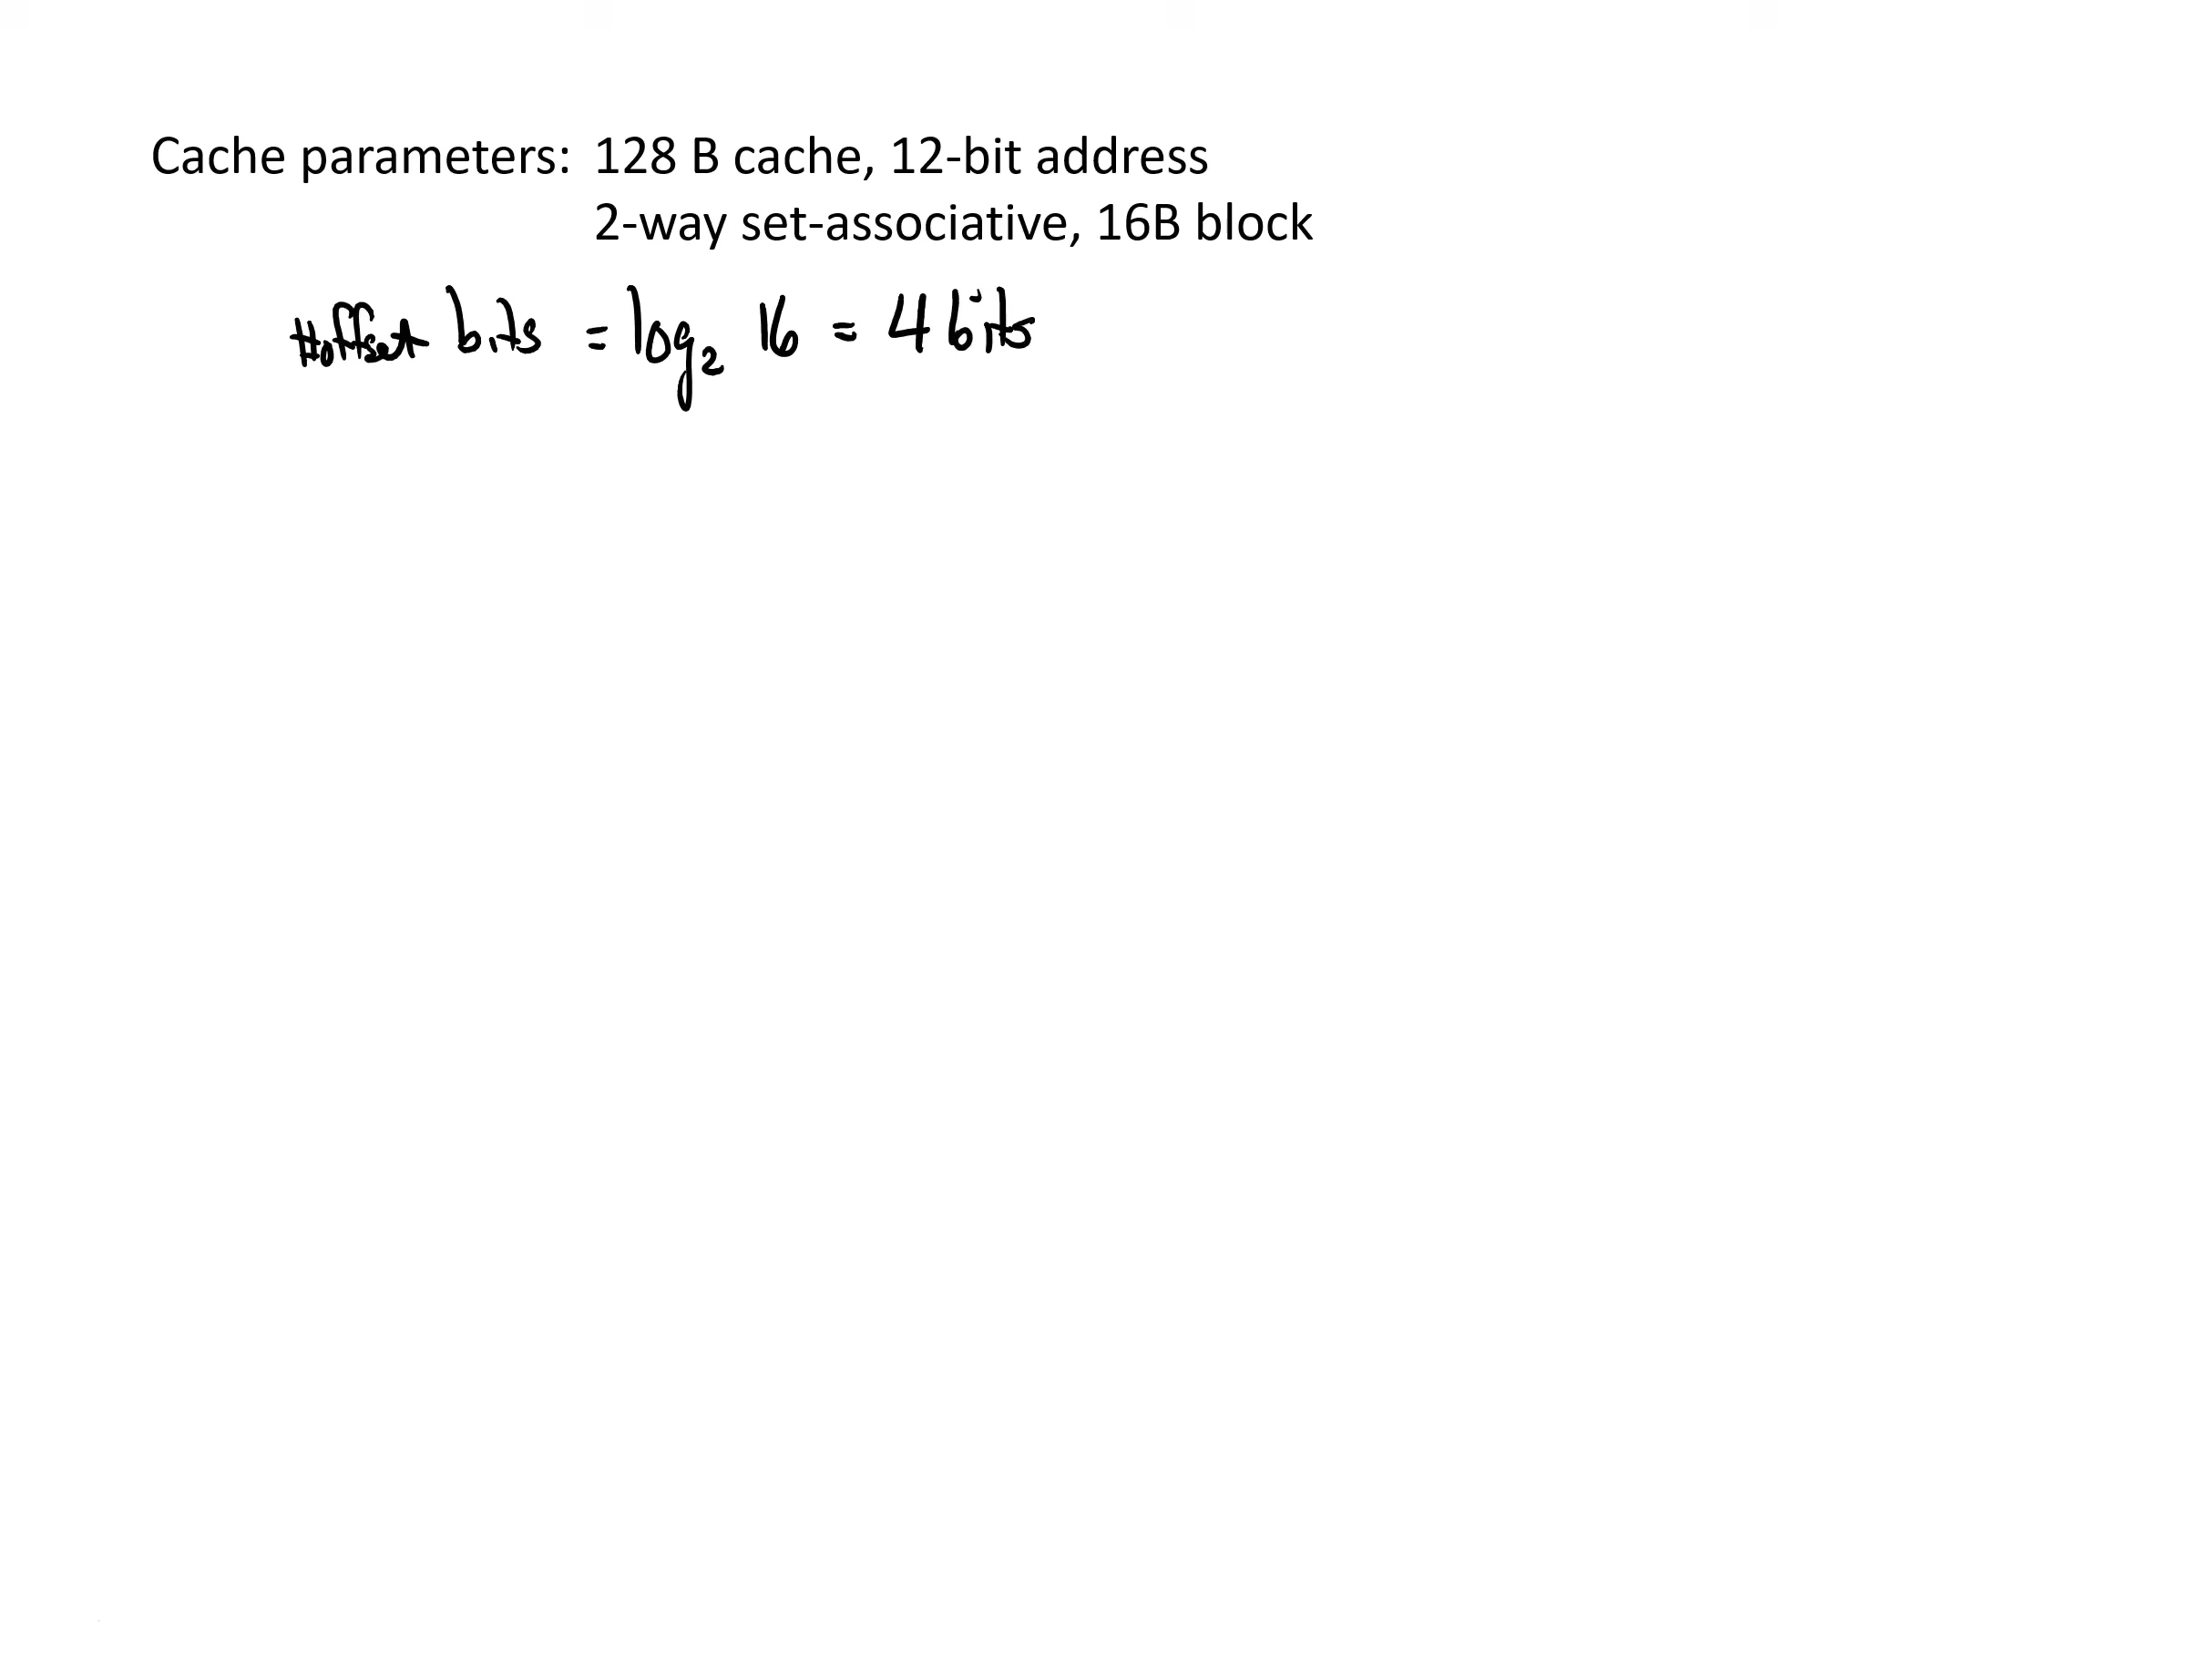 Cache parameters: 128 B cache, 12-bit address
2-way set-associative, 16B block
#offset bits = log₂ 16 = 4 bits